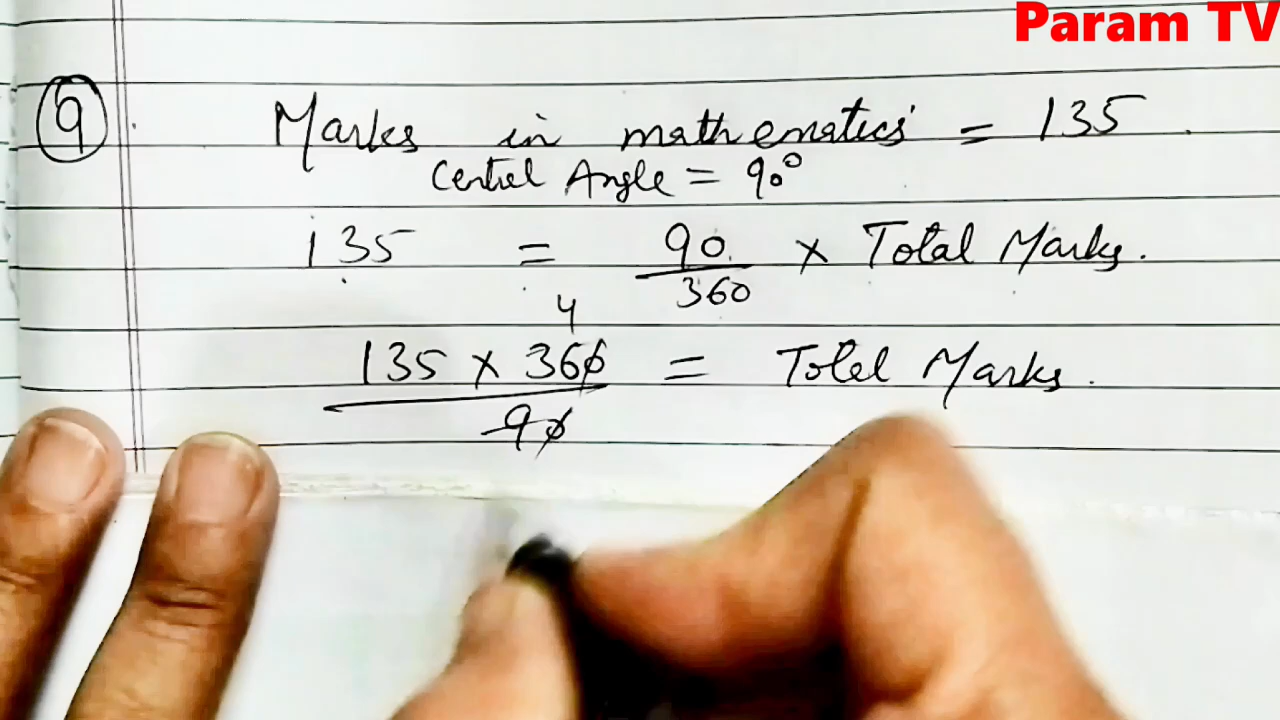 Param TV
9. Marks in mathematics = 135
Central Angle = 90°
135 = 90/360 × Total Marks.
4
135 × 360 / 90 = Total Marks.